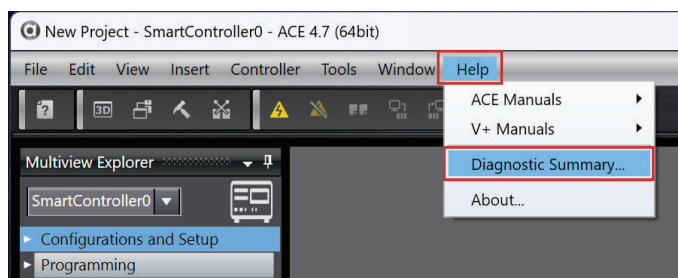 New Project - SmartController0 - ACE 4.7 (64bit)
File Edit View Insert Controller Tools Window Help
3D
ACE Manuals
V+ Manuals
Diagnostic Summary...
About...
Multiview Explorer
SmartController0
Configurations and Setup
Programming